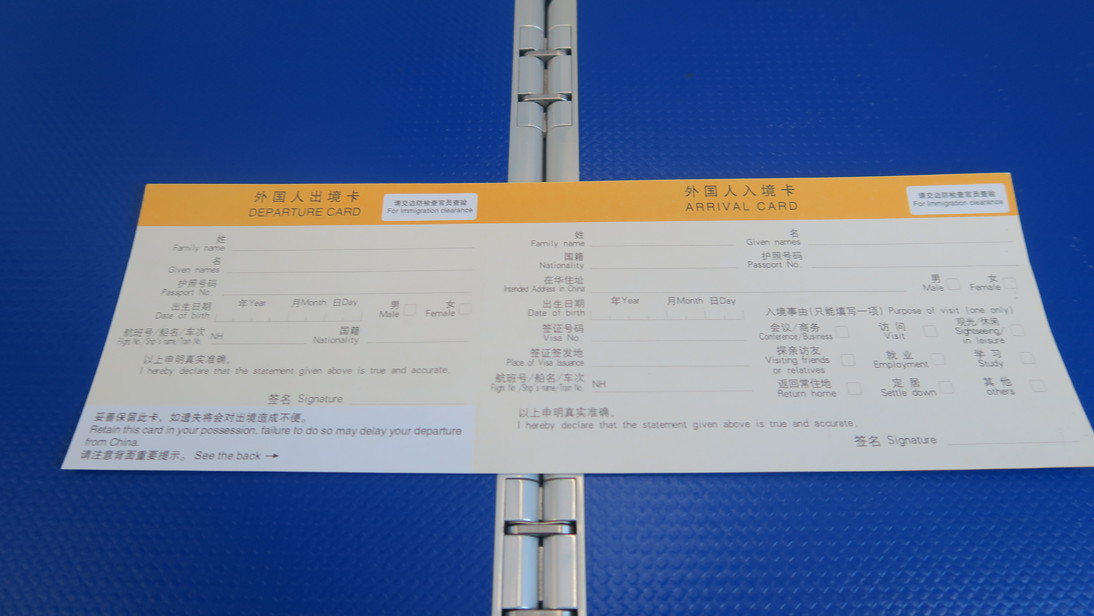 外国人出境卡
DEPARTURE CARD
请交边防检查官员查验
For Immigration clearance
姓
Family name
名
Given names
护照号码
Passport No.
出生日期
Date of birth
年Year 月Month 日Day
男
Male
女
Female
航班号/船名/车次
Flight No./Ship's name/Train No.
NH
国籍
Nationality
以上申明真实准确。
I hereby declare that the statement given above is true and accurate.
签名 Signature
妥善保留此卡，如遗失将会对出境造成不便。
Retain this card in your possession, failure to do so may delay your departure
from China.
请注意背面重要提示。 See the back →
外国人入境卡
ARRIVAL CARD
请交边防检查官员查验
For Immigration clearance
姓
Family name
名
Given names
国籍
Nationality
护照号码
Passport No.
在华住址
Intended Address in China
男
Male
女
Female
出生日期
Date of birth
年Year 月Month 日Day
入境事由(只能填写一项) Purpose of visit (one only)
签证号码
Visa No.
会议/商务
Conference/Business
访问
Visit
观光/休闲
Sightseeing/
in leisure
签证签发地
Place of Visa Issuance
探亲访友
Visiting friends
or relatives
就业
Employment
学习
Study
航班号/船名/车次
Flight No./Ship's name/Train No.
NH
返回常住地
Return home
定居
Settle down
其他
others
以上申明真实准确。
I hereby declare that the statement given above is true and accurate.
签名 Signature